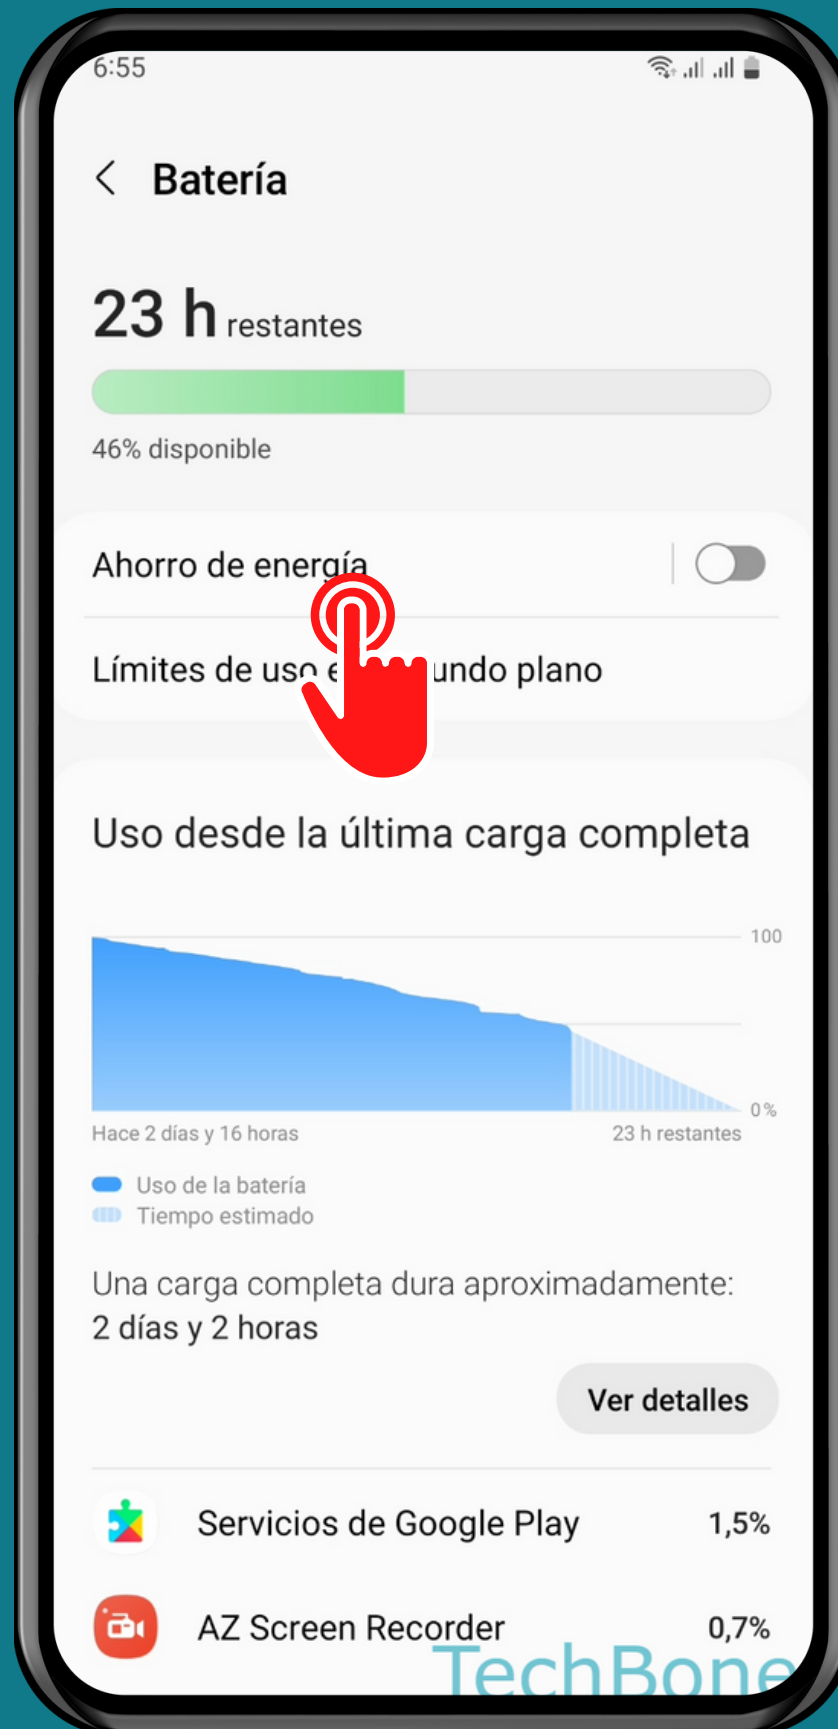 6:55
Batería
23 h restantes
46% disponible
Ahorro de energía
Límites de uso undo plano
Uso desde la última carga completa
100
0%
Hace 2 días y 16 horas
23 h restantes
Uso de la batería
Tiempo estimado
Una carga completa dura aproximadamente:
2 días y 2 horas
Ver detalles
Servicios de Google Play
1,5%
AZ Screen Recorder
0,7%
TechBone